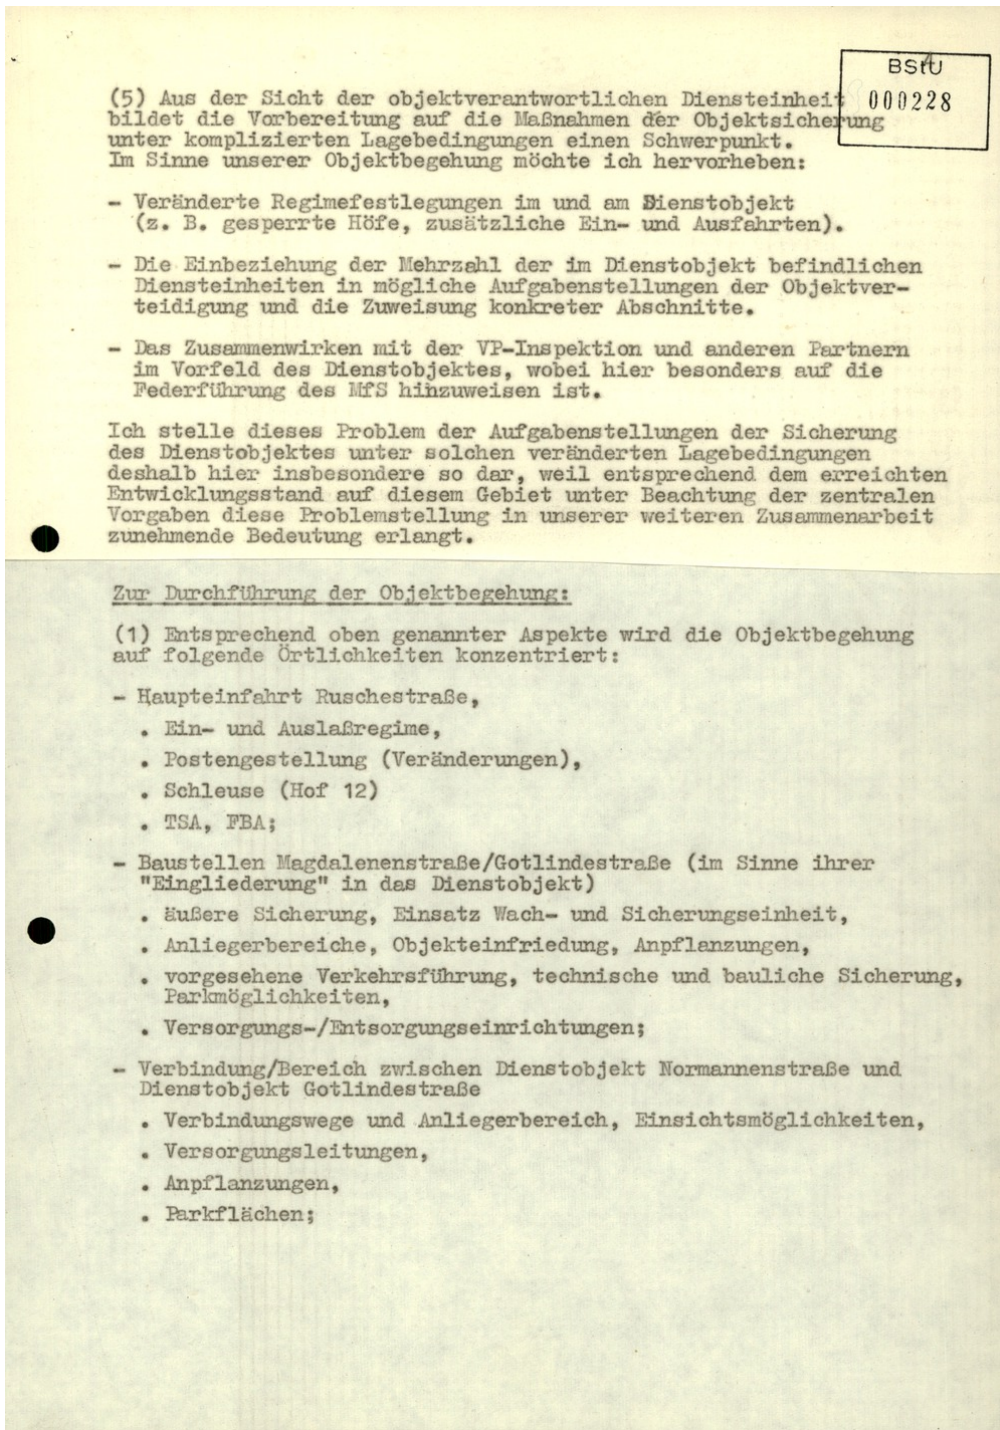 BStU
000228
(5) Aus der Sicht der objektverantwortlichen Diensteinheit
bildet die Vorbereitung auf die Maßnahmen der Objektsicherung
unter komplizierten Lagebedingungen einen Schwerpunkt.
Im Sinne unserer Objektbegehung möchte ich hervorheben:
- Veränderte Regimefestlegungen im und am Dienstobjekt
(z. B. gesperrte Höfe, zusätzliche Ein- und Ausfahrten).
- Die Einbeziehung der Mehrzahl der im Dienstobjekt befindlichen
Diensteinheiten in mögliche Aufgabenstellungen der Objektver-
teidigung und die Zuweisung konkreter Abschnitte.
- Das Zusammenwirken mit der VP-Inspektion und anderen Partnern
im Vorfeld des Dienstobjektes, wobei hier besonders auf die
Federführung des MfS hinzuweisen ist.
Ich stelle dieses Problem der Aufgabenstellungen der Sicherung
des Dienstobjektes unter solchen veränderten Lagebedingungen
deshalb hier insbesondere so dar, weil entsprechend dem erreichten
Entwicklungsstand auf diesem Gebiet unter Beachtung der zentralen
Vorgaben diese Problemstellung in unserer weiteren Zusammenarbeit
zunehmende Bedeutung erlangt.
Zur Durchführung der Objektbegehung:
(1) Entsprechend oben genannter Aspekte wird die Objektbegehung
auf folgende Örtlichkeiten konzentriert:
- Haupteinfahrt Ruschestraße,
. Ein- und Auslaßregime,
. Postengestellung (Veränderungen),
. Schleuse (Hof 12)
. TSA, FBA;
- Baustellen Magdalenenstraße/Gotlindestraße (im Sinne ihrer
"Eingliederung" in das Dienstobjekt)
. äußere Sicherung, Einsatz Wach- und Sicherungseinheit,
. Anliegerbereiche, Objekteinfriedung, Anpflanzungen,
. vorgesehene Verkehrsführung, technische und bauliche Sicherung,
Parkmöglichkeiten,
. Versorgungs-/Entsorgungseinrichtungen;
- Verbindung/Bereich zwischen Dienstobjekt Normannenstraße und
Dienstobjekt Gotlindestraße
. Verbindungswege und Anliegerbereich, Einsichtsmöglichkeiten,
. Versorgungsleitungen,
. Anpflanzungen,
. Parkflächen;